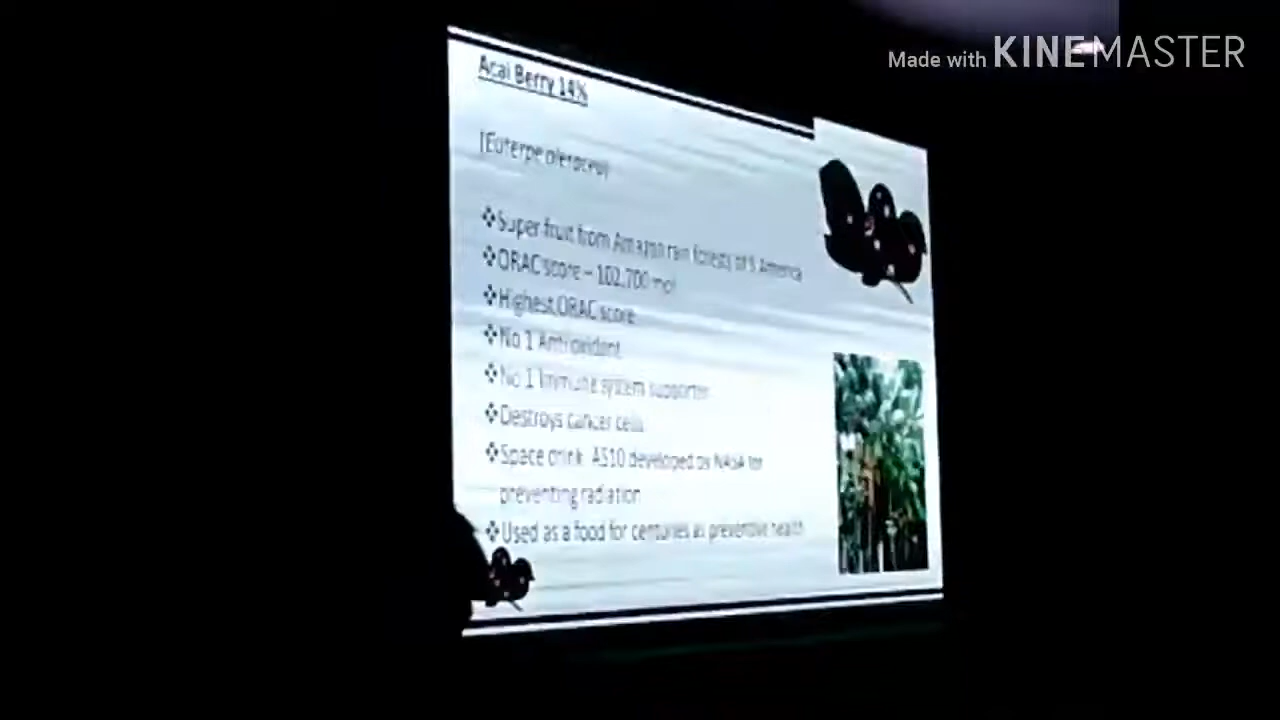 Made with KINEMASTER
Acai Berry 14%
(Euterpe oleracea)
❖Super fruit from Amazon rain forests of S America
❖ORAC score – 102,700 mol
❖Highest ORAC score
❖No 1 Antioxident
❖No 1 Immune system supporter
❖Destroys cancer cells
❖Space drink AS10 developed by NASA for
preventing radiation
❖Used as a food for centuries as preventive health